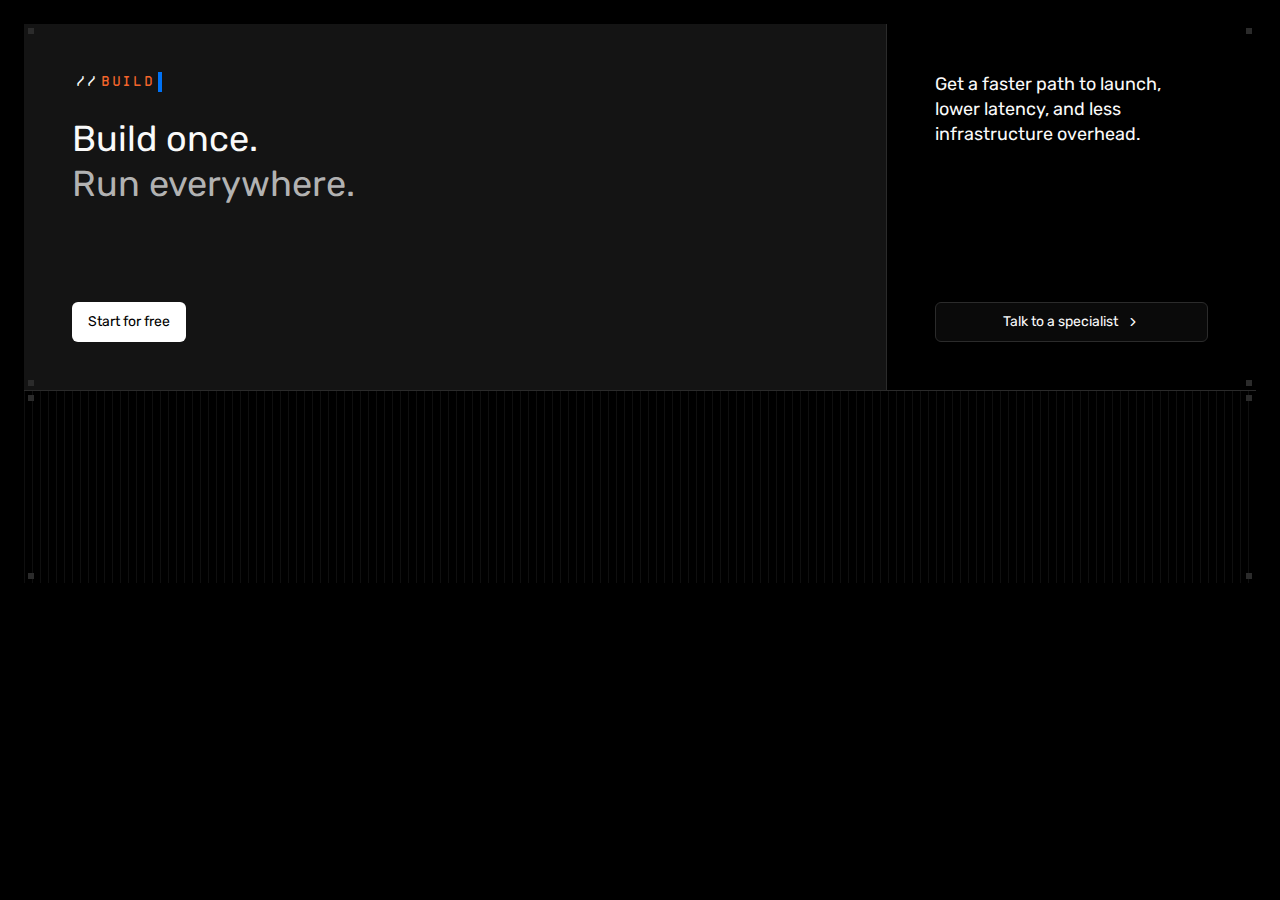 // BUILD
Build once.
Run everywhere.
Start for free
Get a faster path to launch,
lower latency, and less
infrastructure overhead.
Talk to a specialist